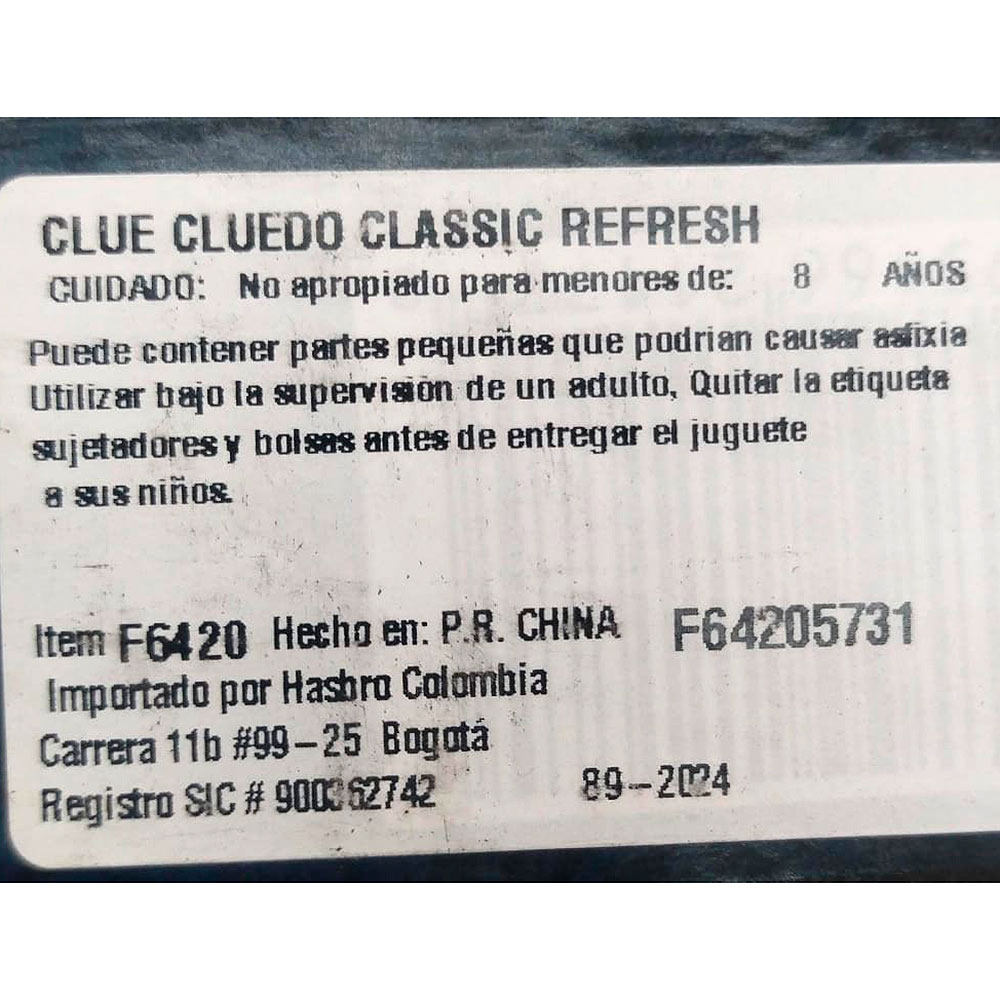 CLUE CLUEDO CLASSIC REFRESH
CUIDADO: No apropiado para menores de: 8 AÑOS
Puede contener partes pequeñas que podrian causar asfixia
Utilizar bajo la supervisión de un adulto, Quitar la etiqueta
sujetadores y bolsas antes de entregar el juguete
a sus niños.
Item F6420 Hecho en: P.R. CHINA F64205731
Importado por Hasbro Colombia
Carrera 11b #99-25 Bogotá
Registro SIC # 900362742 89-2024